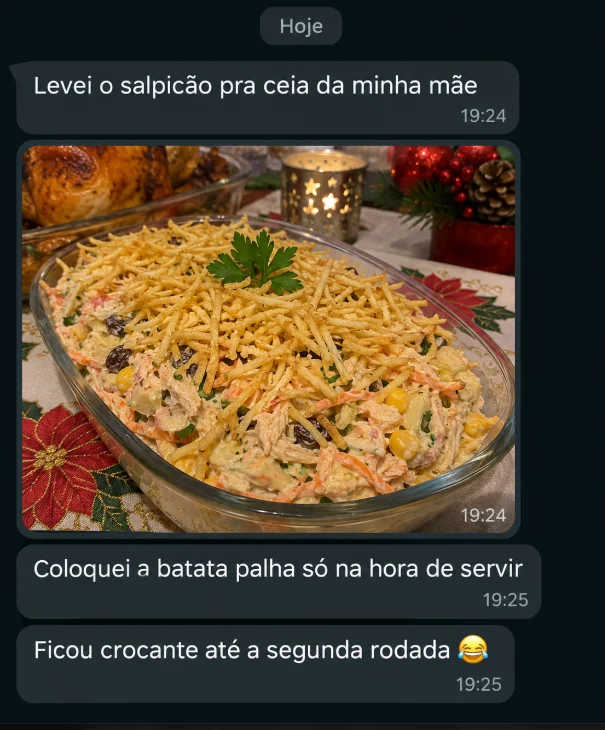 Hoje
Levei o salpicão pra ceia da minha mãe
19:24
19:24
Coloquei a batata palha só na hora de servir
19:25
Ficou crocante até a segunda rodada 😂
19:25